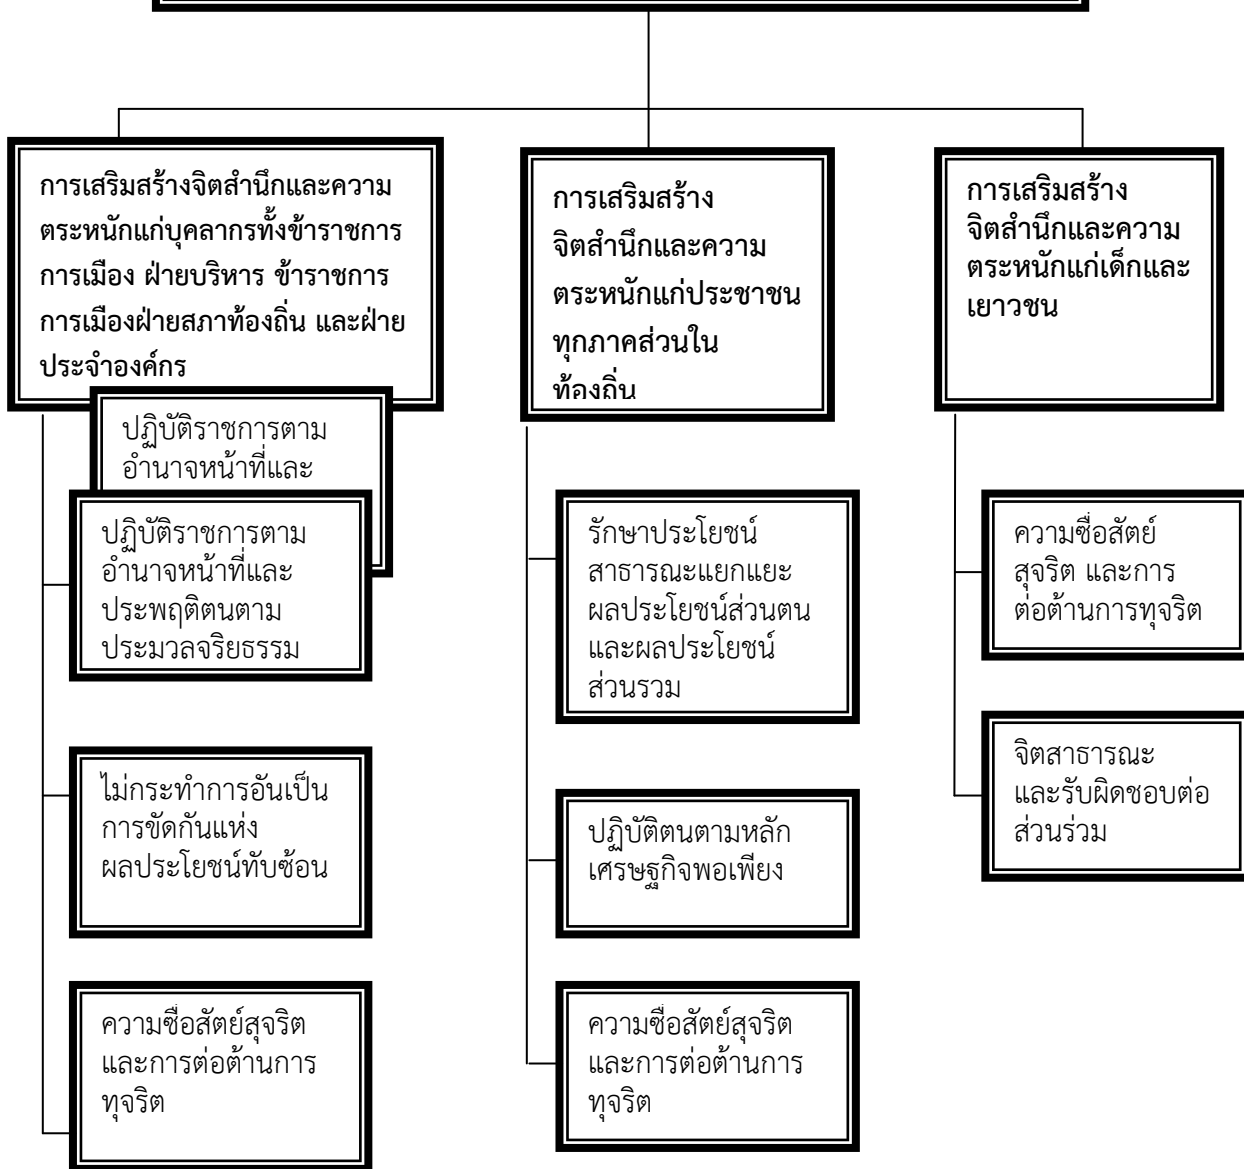 การเสริมสร้างจิตสำนึกและความ
ตระหนักแก่บุคลากรทั้งข้าราชการ
การเมือง ฝ่ายบริหาร ข้าราชการ
การเมืองฝ่ายสภาท้องถิ่น และฝ่าย
ประจำองค์กร
ปฏิบัติราชการตาม
อำนาจหน้าที่และ
ปฏิบัติราชการตาม
อำนาจหน้าที่และ
ประพฤติตนตาม
ประมวลจริยธรรม
ไม่กระทำการอันเป็น
การขัดกันแห่ง
ผลประโยชน์ทับซ้อน
ความซื่อสัตย์สุจริต
และการต่อต้านการ
ทุจริต
การเสริมสร้าง
จิตสำนึกและความ
ตระหนักแก่ประชาชน
ทุกภาคส่วนใน
ท้องถิ่น
รักษาประโยชน์
สาธารณะแยกแยะ
ผลประโยชน์ส่วนตน
และผลประโยชน์
ส่วนรวม
ปฏิบัติตนตามหลัก
เศรษฐกิจพอเพียง
ความซื่อสัตย์สุจริต
และการต่อต้านการ
ทุจริต
การเสริมสร้าง
จิตสำนึกและความ
ตระหนักแก่เด็กและ
เยาวชน
ความซื่อสัตย์
สุจริต และการ
ต่อต้านการทุจริต
จิตสาธารณะ
และรับผิดชอบต่อ
ส่วนร่วม